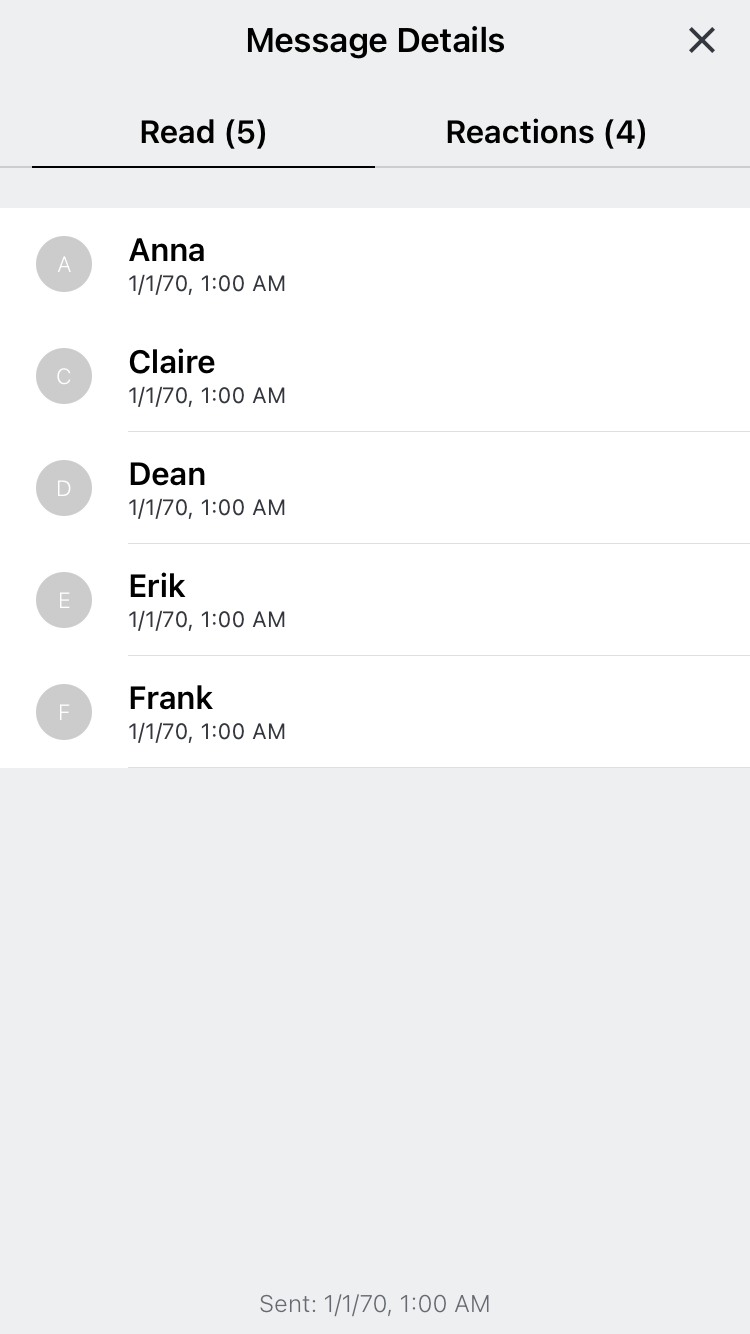 Message Details
Read (5)
Reactions (4)
A
Anna
1/1/70, 1:00 AM
C
Claire
1/1/70, 1:00 AM
D
Dean
1/1/70, 1:00 AM
E
Erik
1/1/70, 1:00 AM
F
Frank
1/1/70, 1:00 AM
Sent: 1/1/70, 1:00 AM